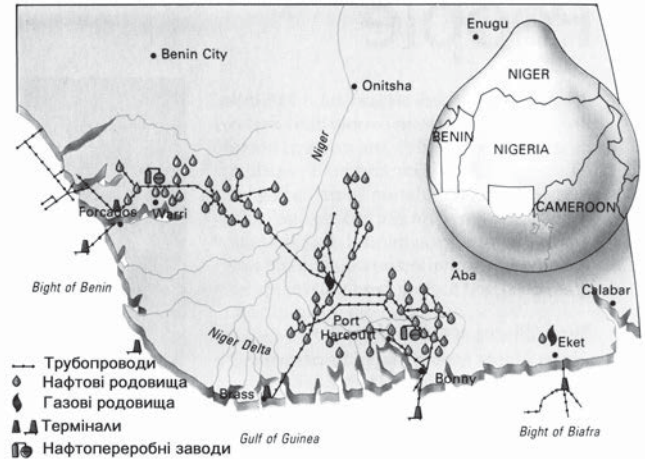 Enugu
Benin City
NIGER
Onitsha
Niger
BENIN
NIGERIA
CAMEROON
Forcados
Warri
Aba
Bight of Benin
Calabar
Port
Harcourt
Niger Delta
Eket
Brass
Bonny
Трубопроводи
Нафтові родовища
Газові родовища
Термінали
Нафтопереробні заводи
Gulf of Guinea
Bight of Biafra